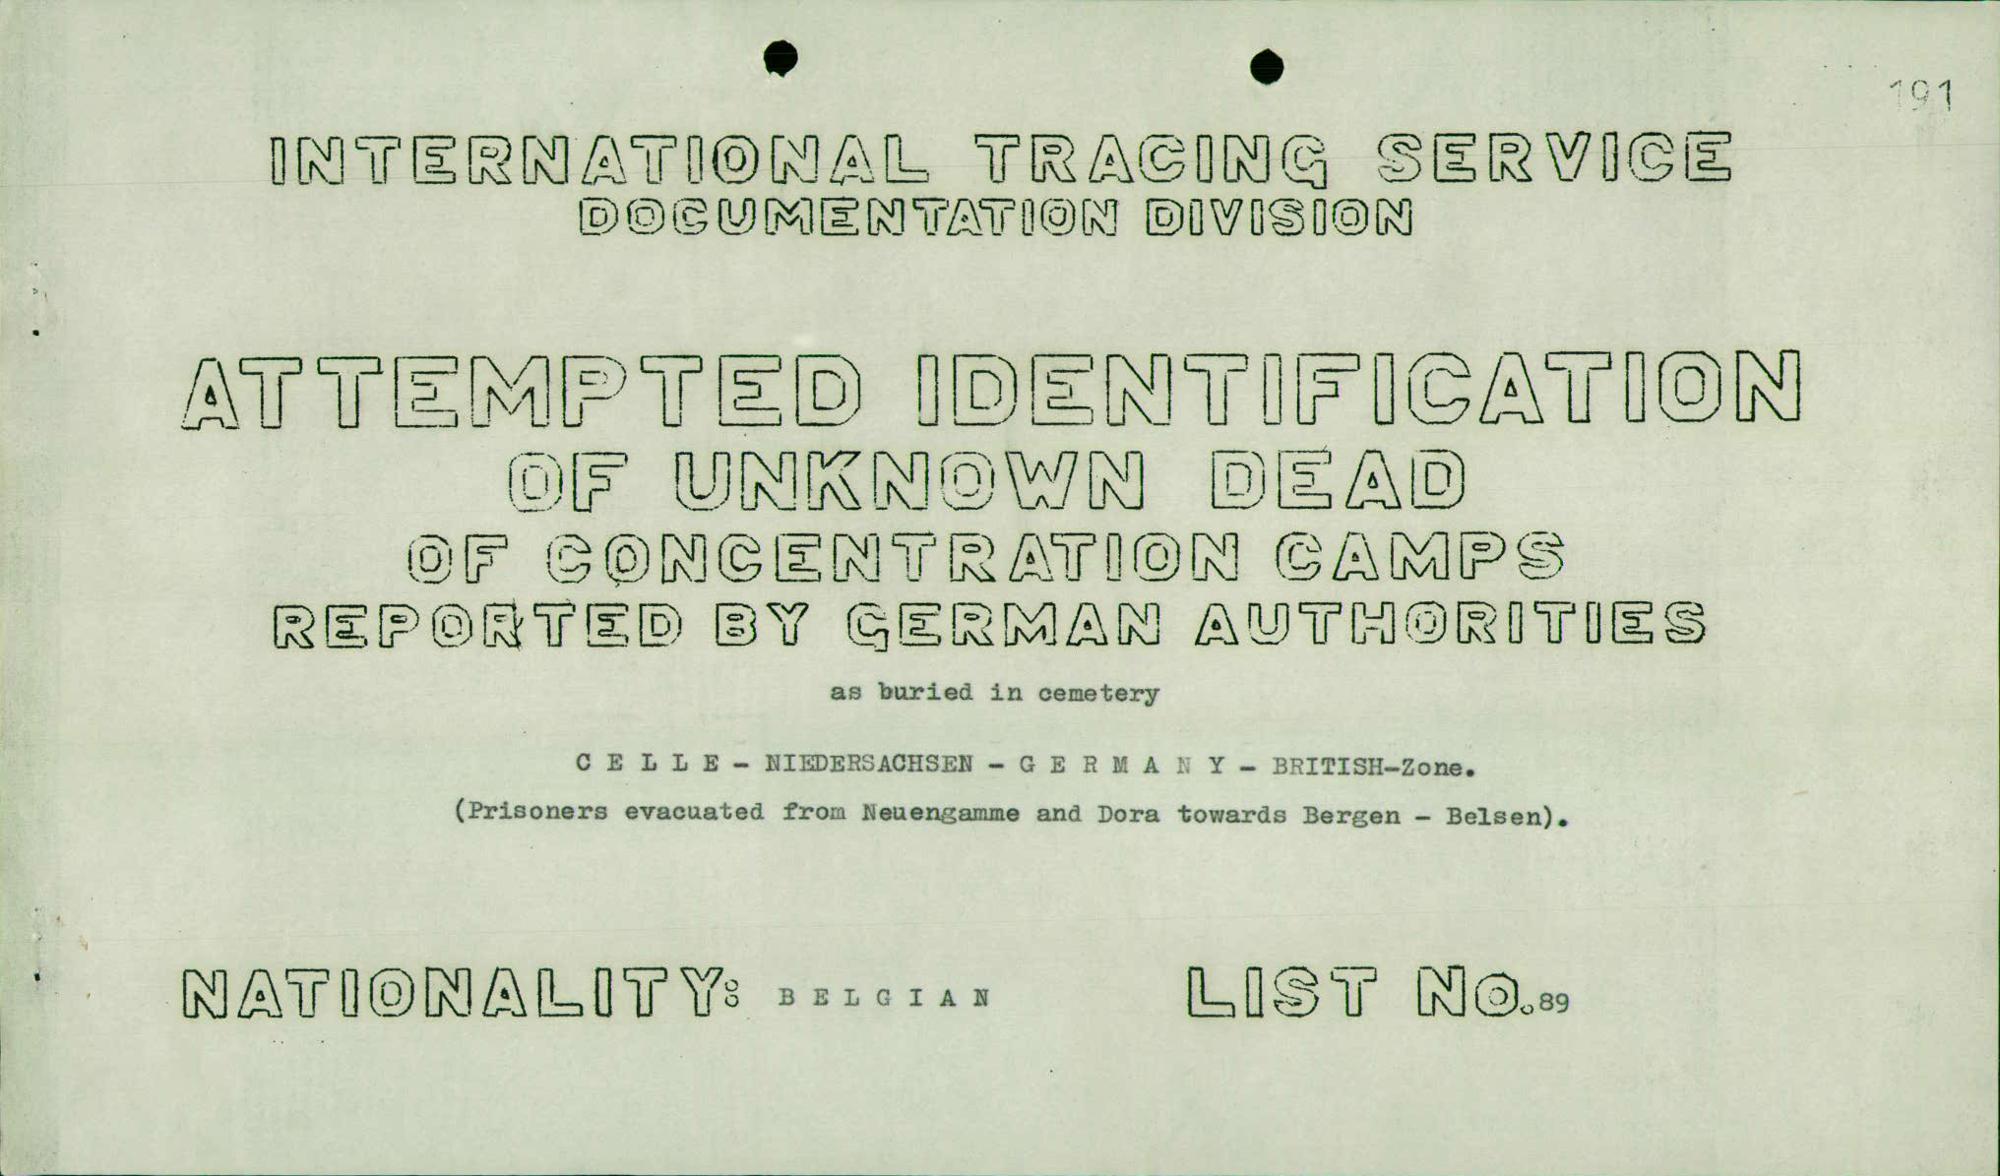 191
INTERNATIONAL TRACING SERVICE
DOCUMENTATION DIVISION
ATTEMPTED IDENTIFICATION
OF UNKNOWN DEAD
OF CONCENTRATION CAMPS
REPORTED BY GERMAN AUTHORITIES
as buried in cemetery
C E L L E - NIEDERSACHSEN - G E R M A N Y - BRITISH-Zone.
(Prisoners evacuated from Neuengamme and Dora towards Bergen - Belsen).
NATIONALITY: B E L G I A N LIST No. 89